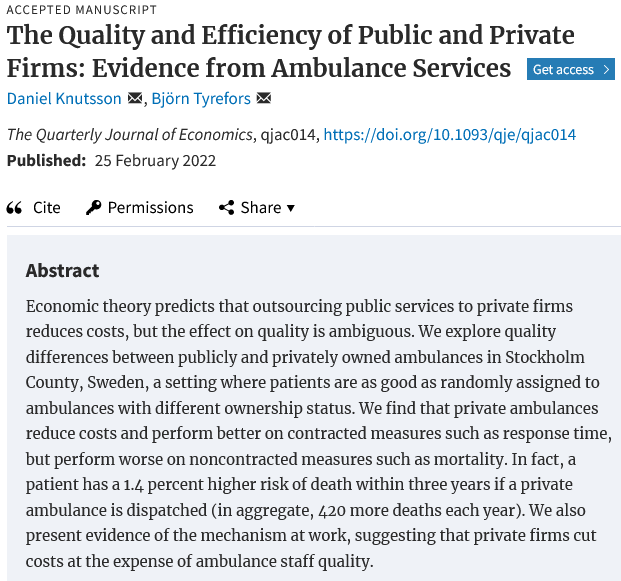 ACCEPTED MANUSCRIPT
The Quality and Efficiency of Public and Private
Firms: Evidence from Ambulance Services Get access >
Daniel Knutsson, Björn Tyrefors
The Quarterly Journal of Economics, qjac014, https://doi.org/10.1093/qje/qjac014
Published: 25 February 2022
Cite Permissions Share ▼
Abstract
Economic theory predicts that outsourcing public services to private firms
reduces costs, but the effect on quality is ambiguous. We explore quality
differences between publicly and privately owned ambulances in Stockholm
County, Sweden, a setting where patients are as good as randomly assigned to
ambulances with different ownership status. We find that private ambulances
reduce costs and perform better on contracted measures such as response time,
but perform worse on noncontracted measures such as mortality. In fact, a
patient has a 1.4 percent higher risk of death within three years if a private
ambulance is dispatched (in aggregate, 420 more deaths each year). We also
present evidence of the mechanism at work, suggesting that private firms cut
costs at the expense of ambulance staff quality.